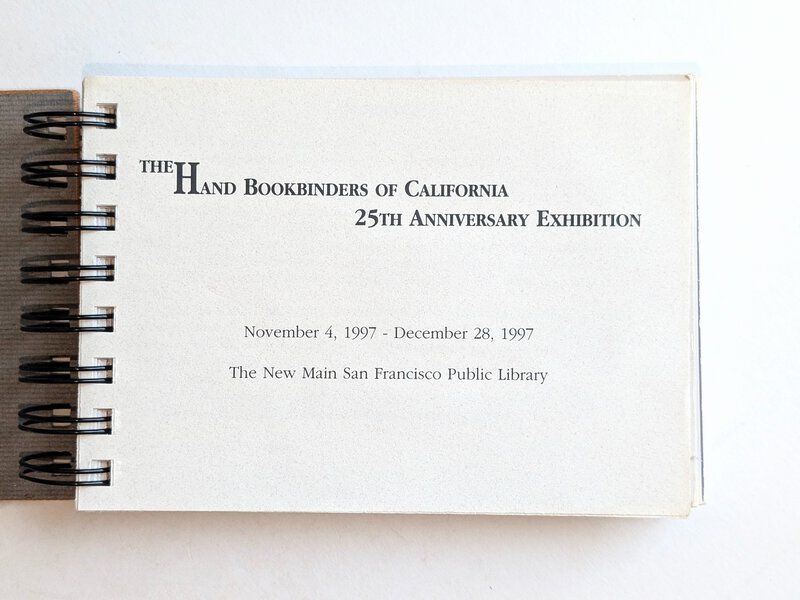 THE HAND BOOKBINDERS OF CALIFORNIA
25TH ANNIVERSARY EXHIBITION
November 4, 1997 - December 28, 1997
The New Main San Francisco Public Library